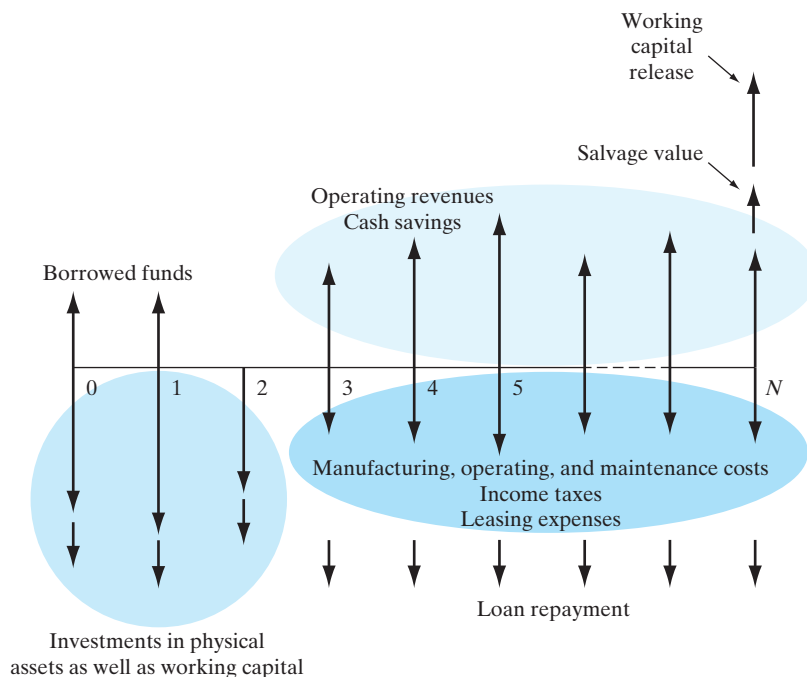 Working
capital
release
Salvage value
Operating revenues
Cash savings
Borrowed funds
0 1 2 3 4 5 N
Manufacturing, operating, and maintenance costs
Income taxes
Leasing expenses
Loan repayment
Investments in physical
assets as well as working capital